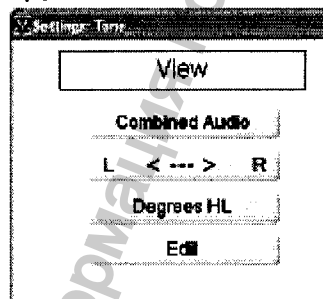 Settings: Tone
View
Combined Audio
L < --- > R
Degrees HL
Edit